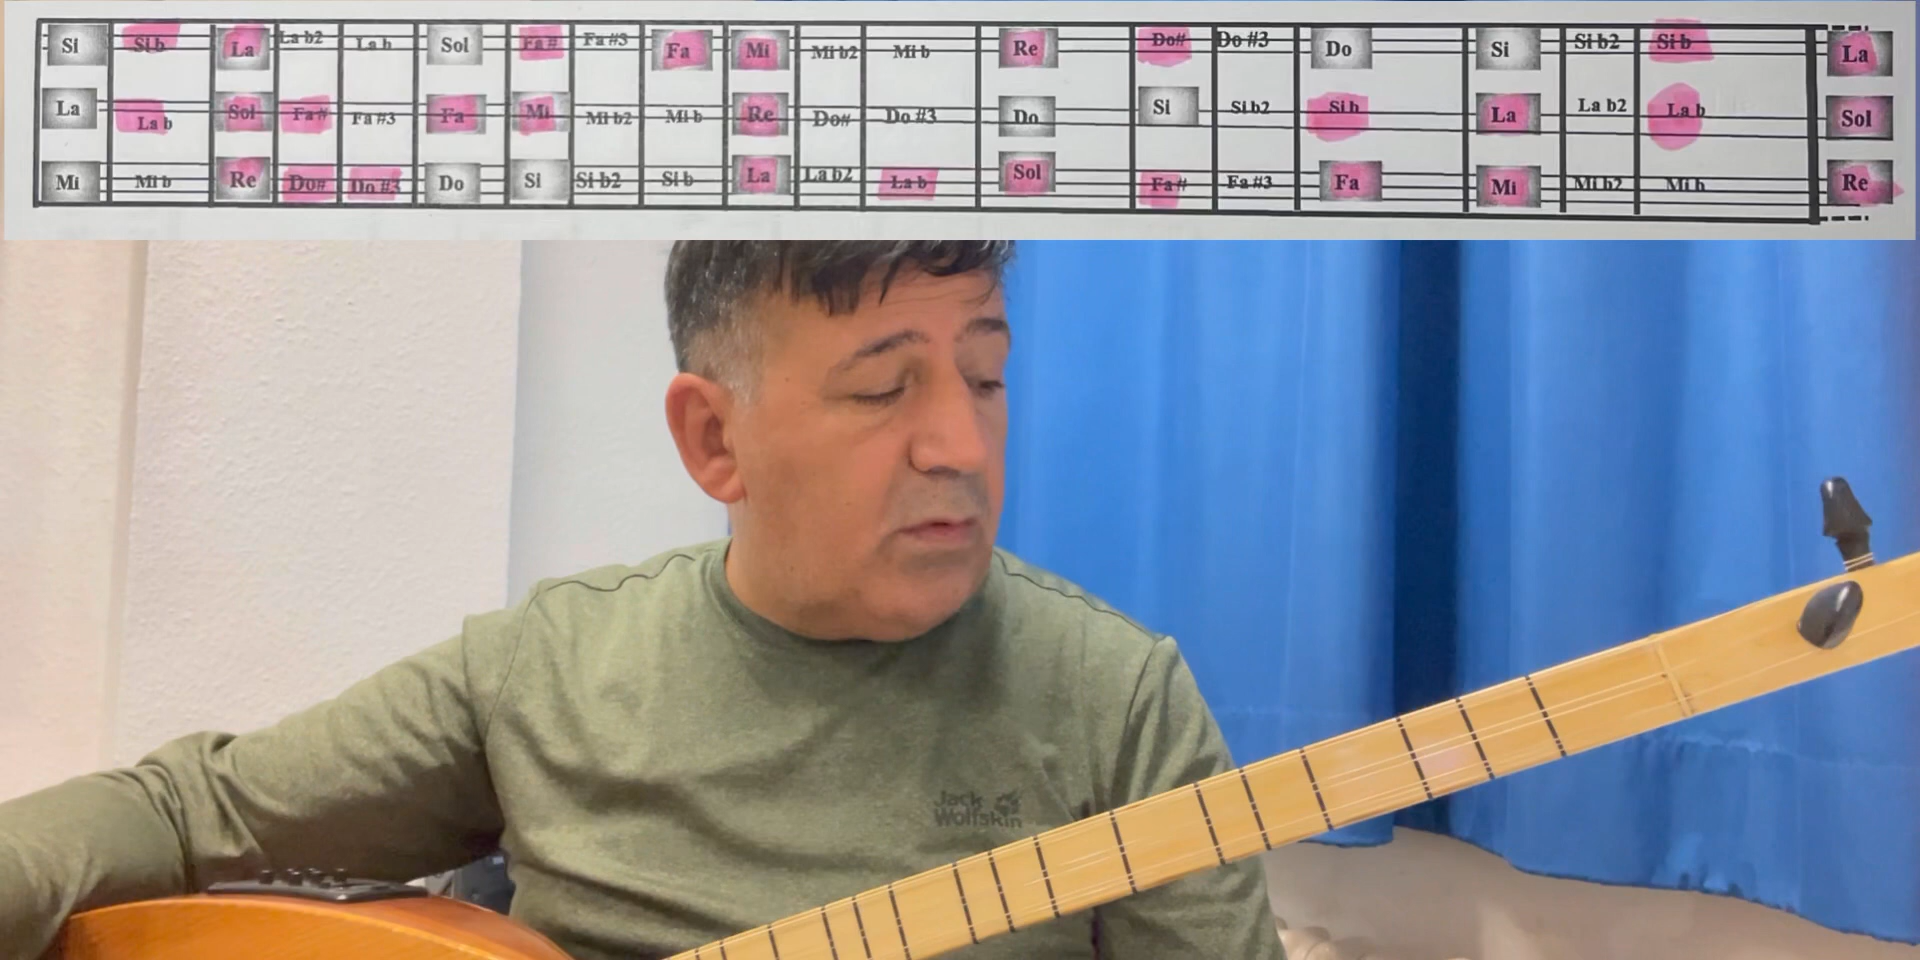 Si Si b La La b2 La b Sol Fa # Fa #3 Fa Mi Mi b2 Mi b Re Do# Do #3 Do Si Si b2 Si b La
La La b Sol Fa# Fa #3 Fa Mi Mi b2 Mi b Re Do# Do #3 Do Si Si b2 Si b La La b2 La b Sol
Mi Mi b Re Do# Do #3 Do Si Si b2 Si b La La b2 La b Sol Fa # Fa #3 Fa Mi Mi b2 Mi b Re
Jack
Wolfskin